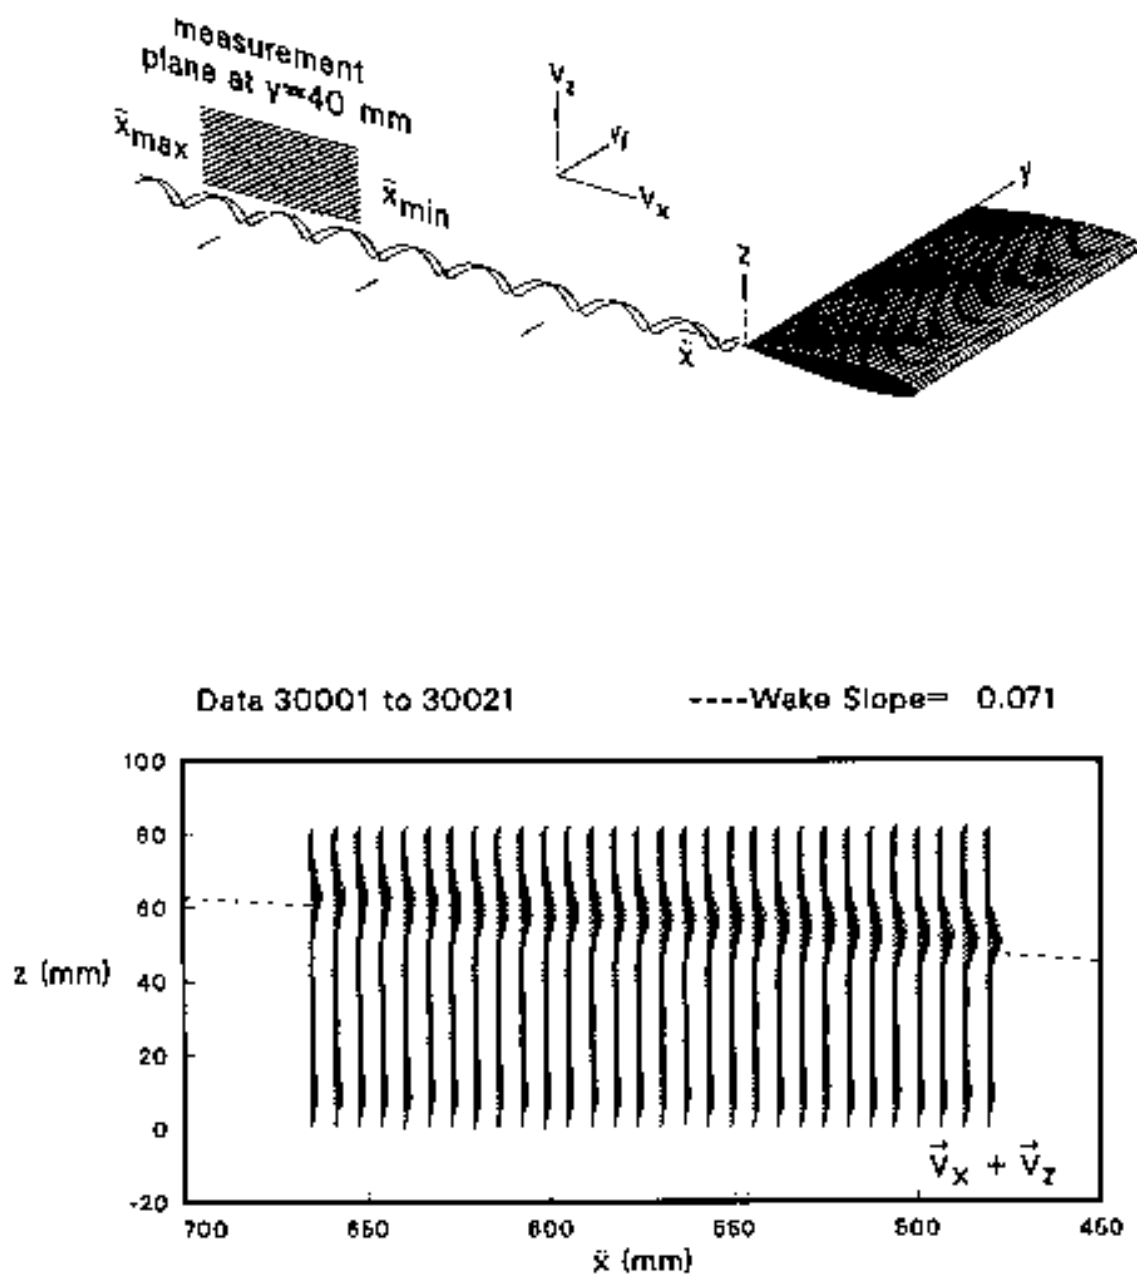 measurement
plane at y=40 mm
x̃max
x̃min
Vz
Vx
y
z
x̃
Data 30001 to 30021
----Wake Slope= 0.071
100
80
60
z (mm)
40
20
0
-20
V⃗x + V⃗z
700 650 600 550 500 450
x̃ (mm)